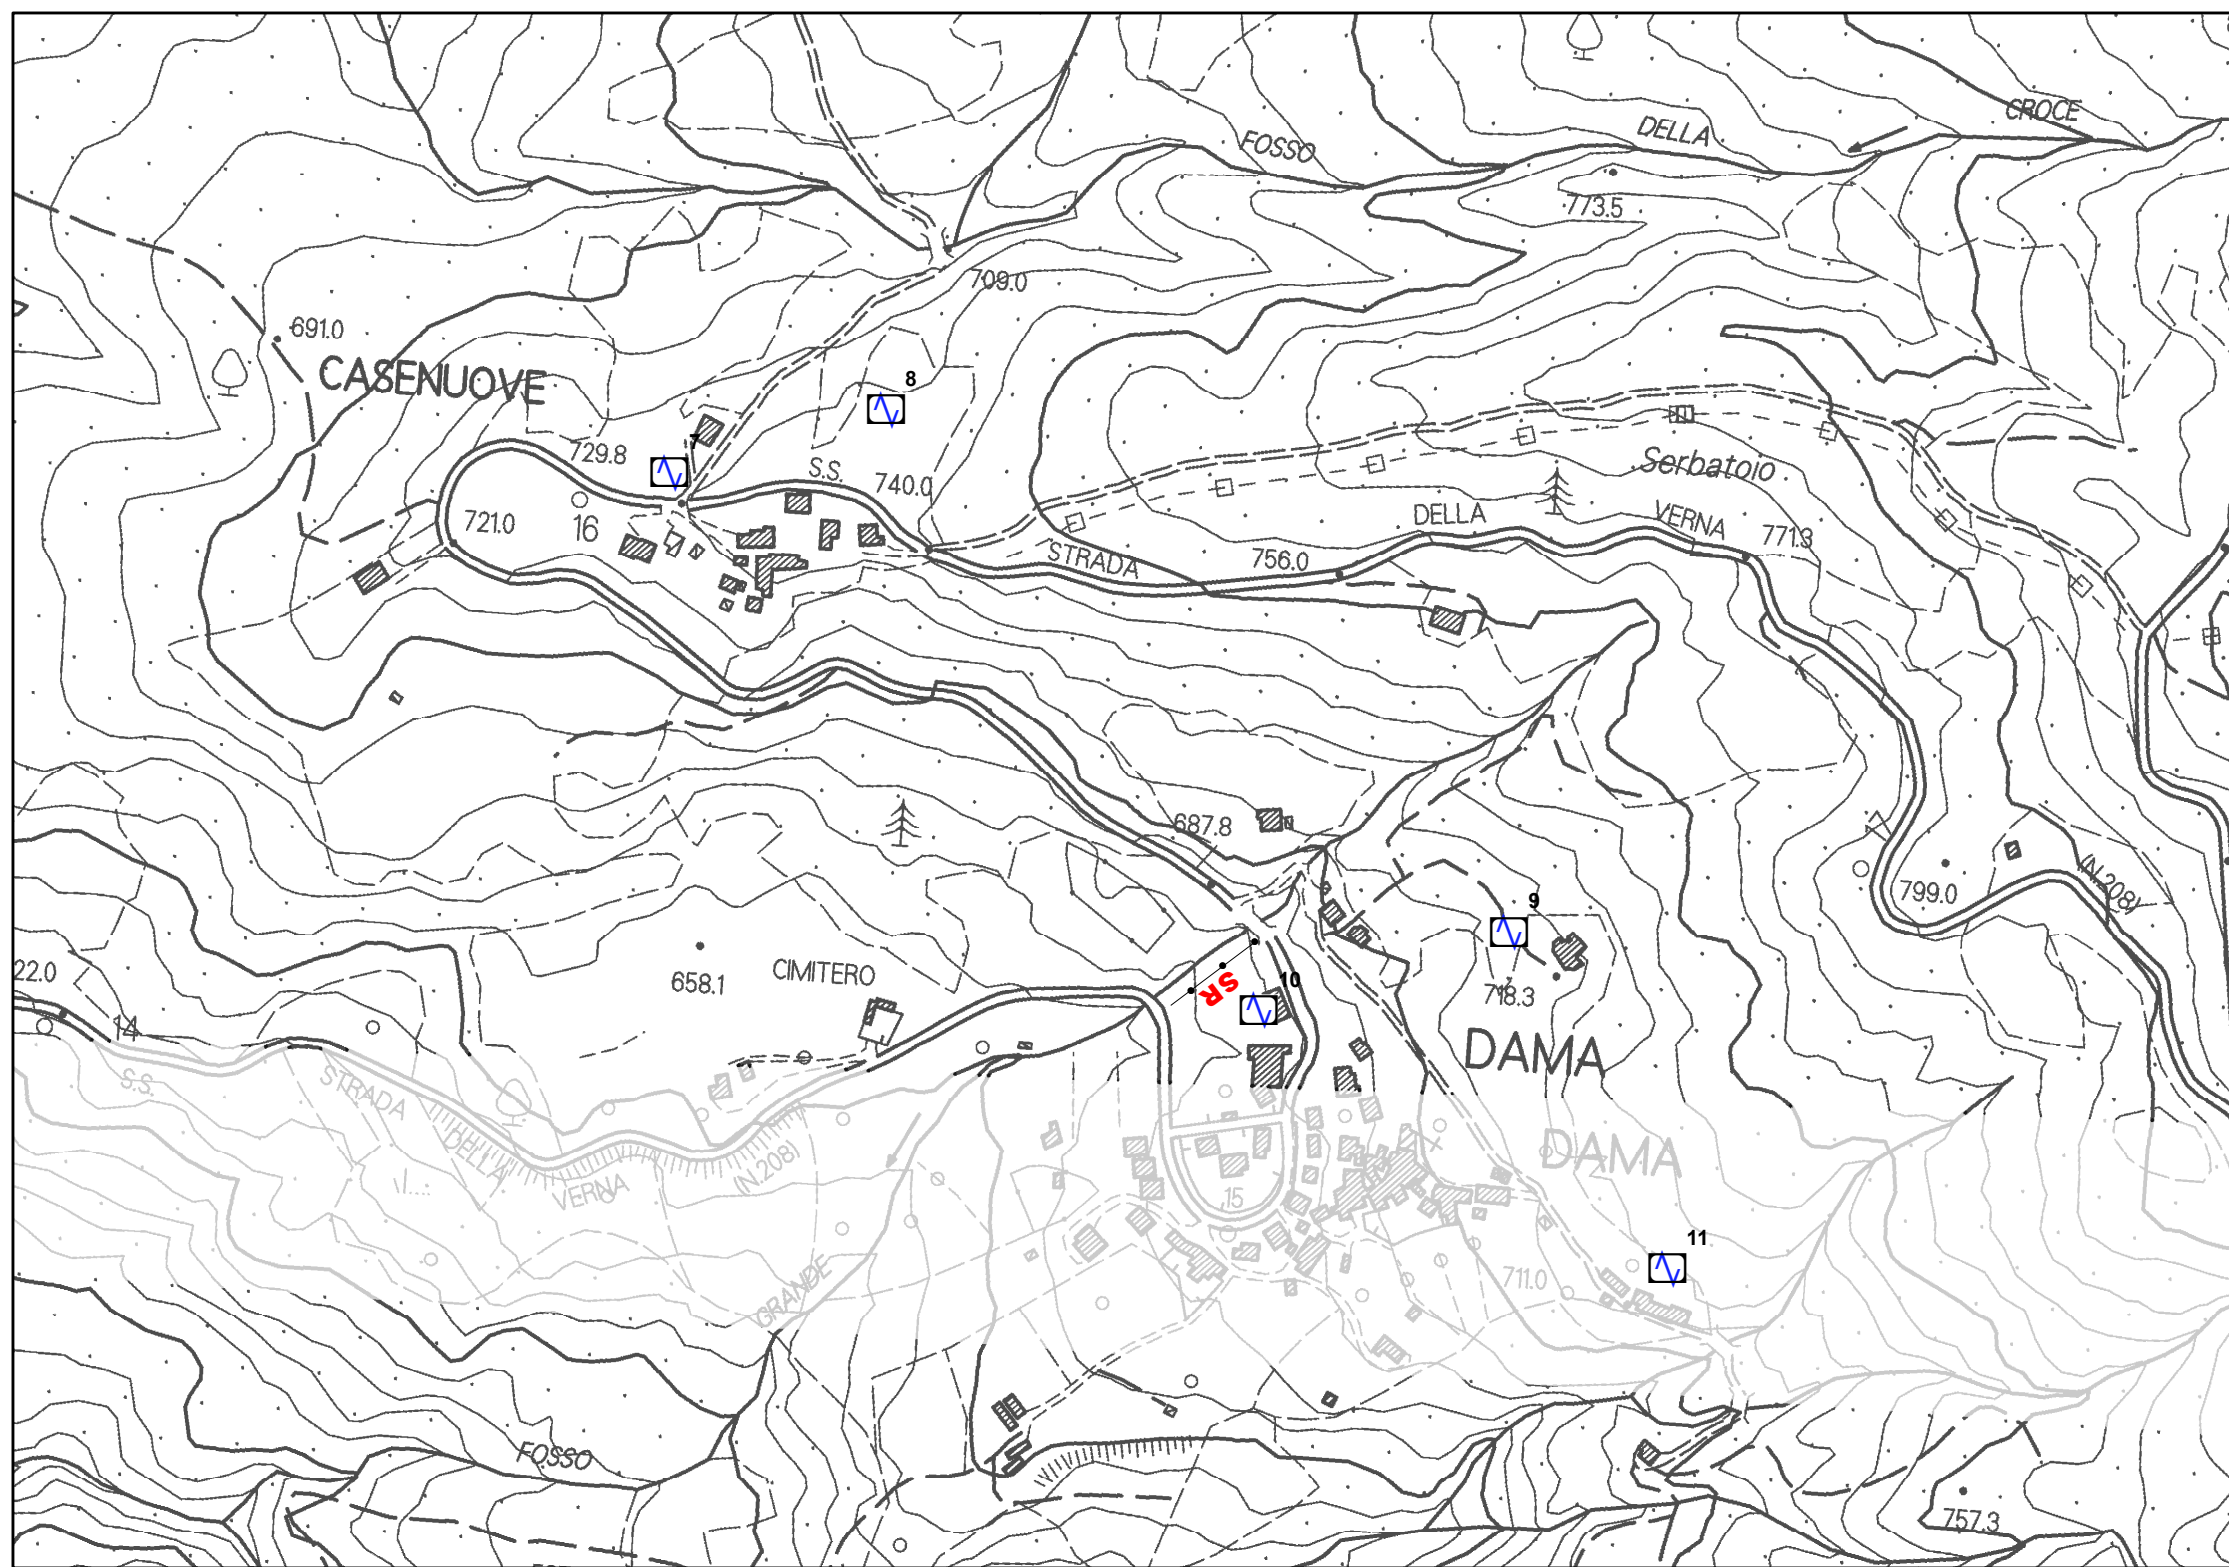 CROCE
DELLA
FOSSO
773.5
709.0
691.0
CASENUOVE
8
7
729.8
S.S.
740.0
Serbatoio
721.0
16
DELLA
VERNA
771.3
STRADA
756.0
687.8
(N.208)
799.0
9
22.0
658.1
CIMITERO
SR
10
718.3
14
DAMA
S.S.
STRADA
DELLA
VERNA
(N.208)
DAMA
15
11
711.0
GRANDE
FOSSO
757.3